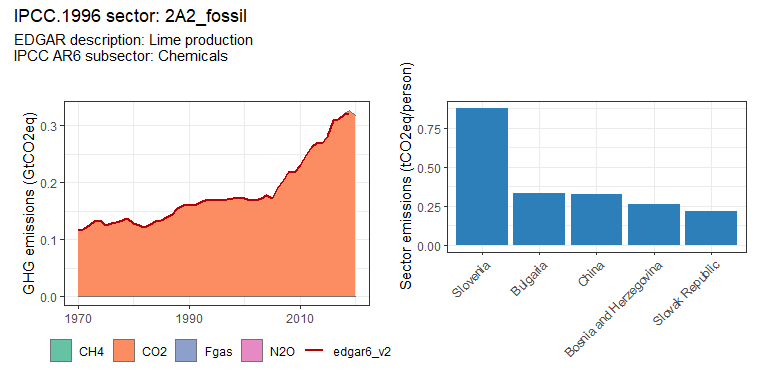 IPCC.1996 sector: 2A2_fossil
EDGAR description: Lime production
IPCC AR6 subsector: Chemicals
GHG emissions (GtCO2eq)
0.3
0.2
0.1
0.0
1970
1990
2010
CH4
CO2
Fgas
N2O
edgar6_v2
Sector emissions (tCO2eq/person)
0.75
0.50
0.25
0.00
Slovenia
Bulgaria
China
Bosnia and Herzegovina
Slovak Republic